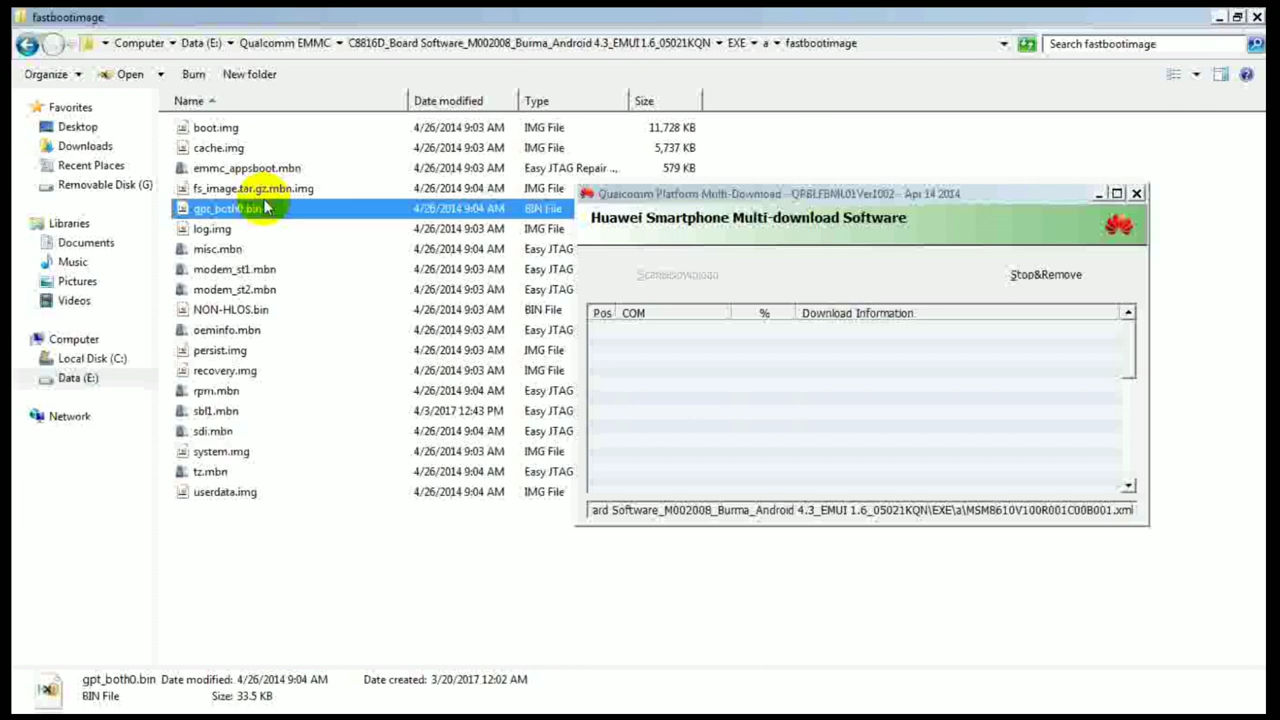 fastbootimage
Computer Data (E:) Qualcomm EMMC C8816D_Board Software_M002008_Burma_Android 4.3_EMUI 1.6_05021KQN EXE a fastbootimage Search fastbootimage
Organize Open Burn New folder
Favorites
Desktop
Downloads
Recent Places
Removable Disk (G)
Libraries
Documents
Music
Pictures
Videos
Computer
Local Disk (C:)
Data (E:)
Network
Name Date modified Type Size
boot.img 4/26/2014 9:03 AM IMG File 11,728 KB
cache.img 4/26/2014 9:03 AM IMG File 5,737 KB
emmc_appsboot.mbn 4/26/2014 9:03 AM Easy JTAG Repair ... 579 KB
fs_image.tar.gz.mbn.img 4/26/2014 9:03 AM IMG File
gpt_both0.bin 4/26/2014 9:04 AM BIN File
log.img 4/26/2014 9:03 AM IMG File
misc.mbn 4/26/2014 9:04 AM Easy JTAG
modem_st1.mbn 4/26/2014 9:03 AM Easy JTAG
modem_st2.mbn 4/26/2014 9:04 AM Easy JTAG
NON-HLOS.bin 4/26/2014 9:03 AM BIN File
oeminfo.mbn 4/26/2014 9:04 AM Easy JTAG
persist.img 4/26/2014 9:03 AM IMG File
recovery.img 4/26/2014 9:03 AM IMG File
rpm.mbn 4/26/2014 9:04 AM Easy JTAG
sbl1.mbn 4/3/2017 12:43 PM Easy JTAG
sdi.mbn 4/26/2014 9:04 AM Easy JTAG
system.img 4/26/2014 9:03 AM IMG File
tz.mbn 4/26/2014 9:04 AM Easy JTAG
userdata.img 4/26/2014 9:04 AM IMG File
Qualcomm Platform Multi-Download -- Apr 14 2014
Huawei Smartphone Multi-download Software
Stop&Remove
Pos COM % Download Information
ard Software_M002008_Burma_Android 4.3_EMUI 1.6_05021KQN\EXE\a\MSM8610V100R001C00B001.xml
gpt_both0.bin Date modified: 4/26/2014 9:04 AM Date created: 3/20/2017 12:02 AM
BIN File Size: 33.5 KB